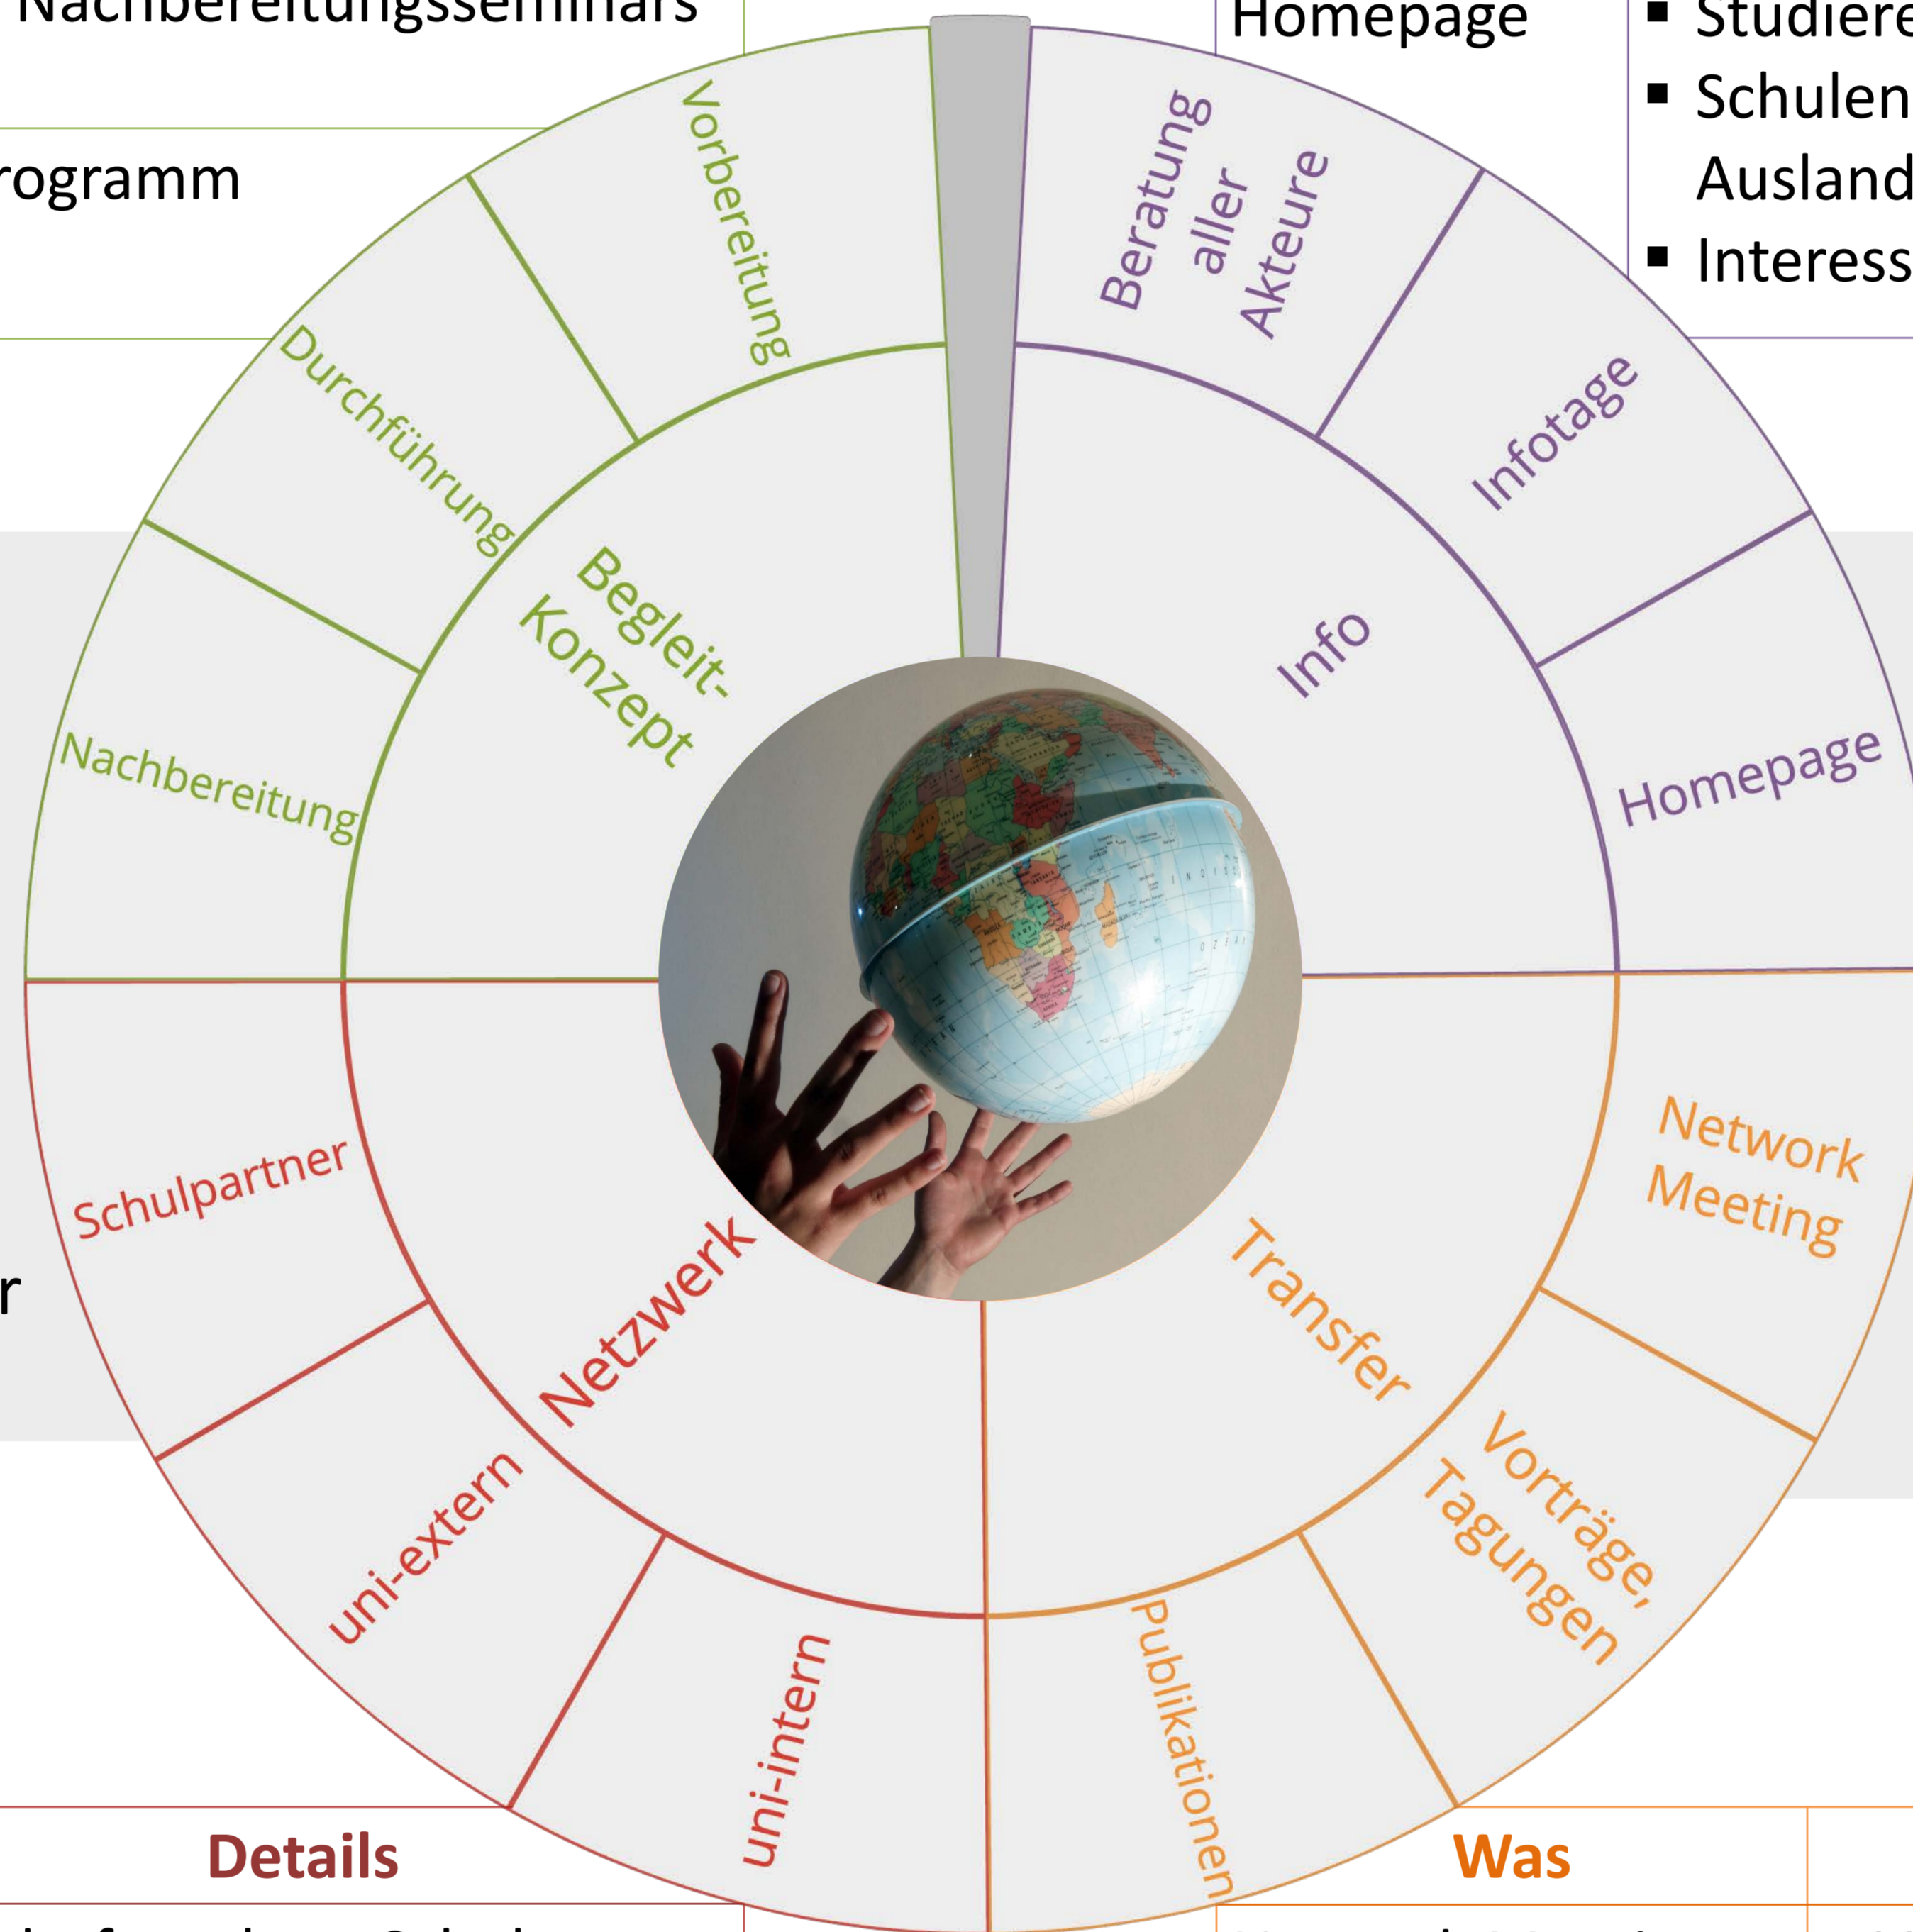 Nachbereitungsseminars
Homepage
▪ Studiere
▪ Schulen
Ausland
▪ Interess
rogramm
Vorbereitung
Durchführung
Nachbereitung
Begleit-
Konzept
Beratung
aller
Akteure
Infotage
Homepage
Info
Schulpartner
uni-extern
uni-intern
Netzwerk
Network
Meeting
Vorträge,
Tagungen
Publikationen
Transfer
r
Details
Was